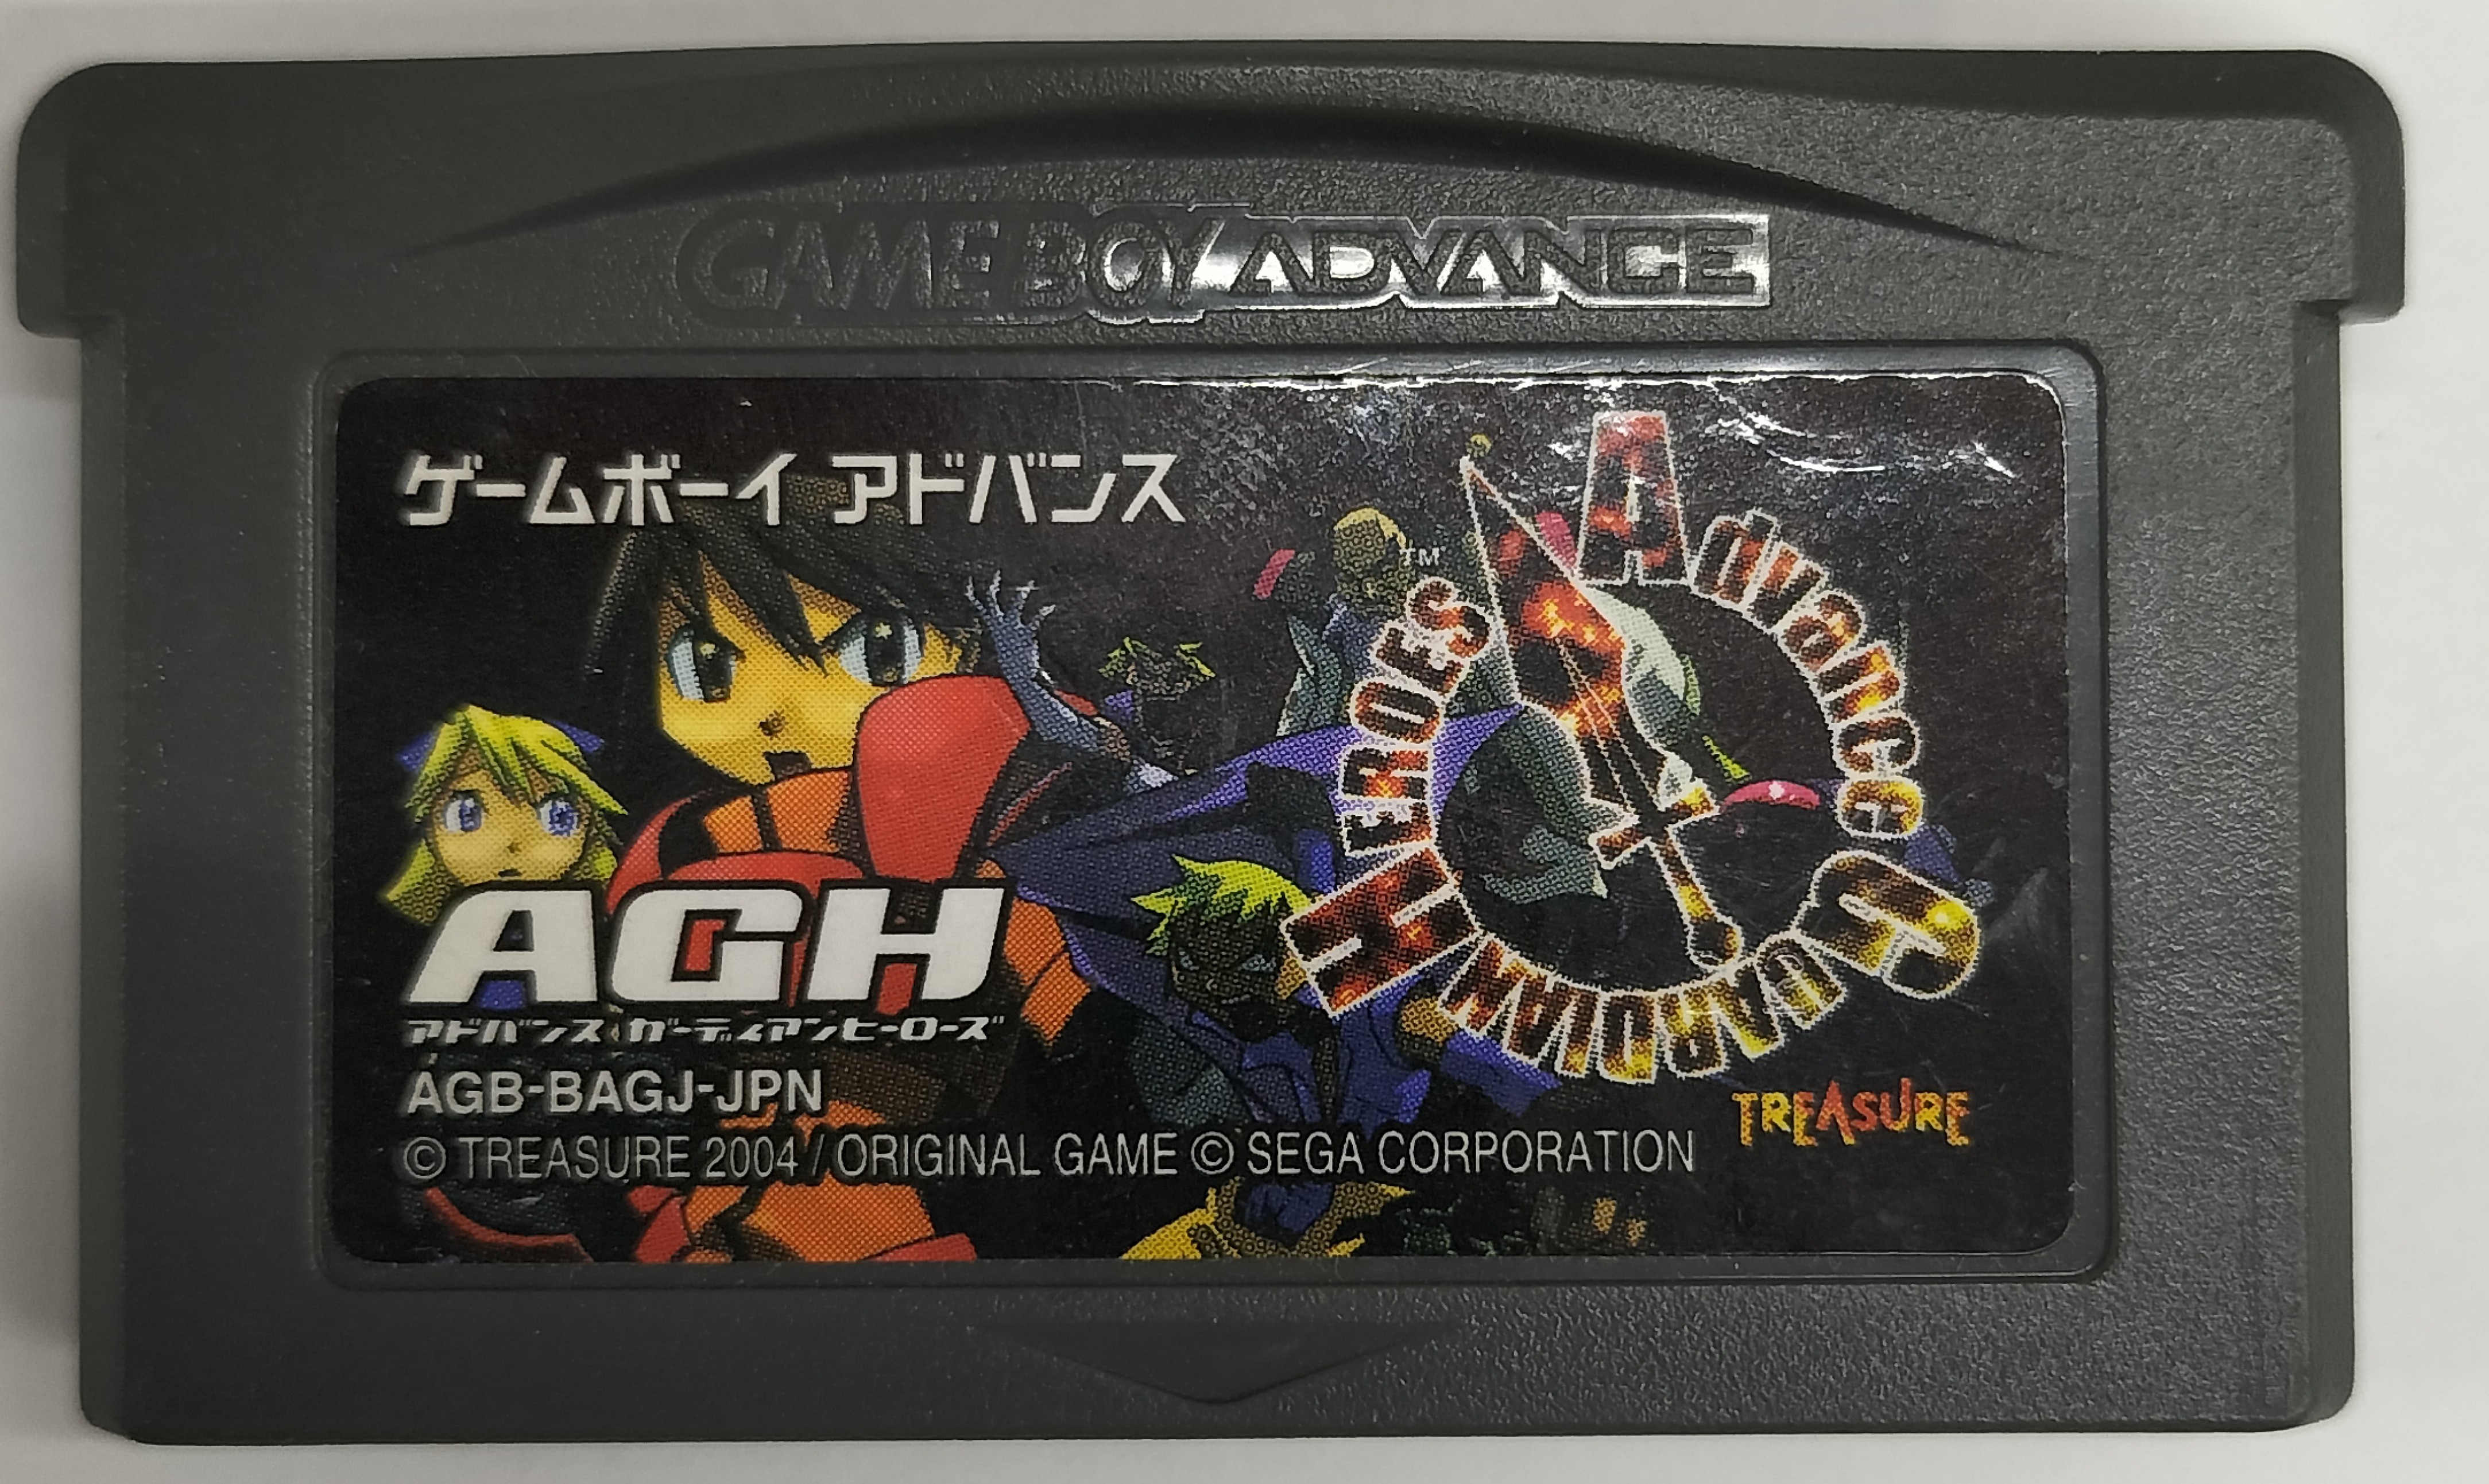 GAME BOY ADVANCE
ゲームボーイ アドバンス
Advance GUARDIAN HEROES
TM
AGH
アドバンス ガーディアンヒーローズ
AGB-BAGJ-JPN
TREASURE
© TREASURE 2004 / ORIGINAL GAME © SEGA CORPORATION